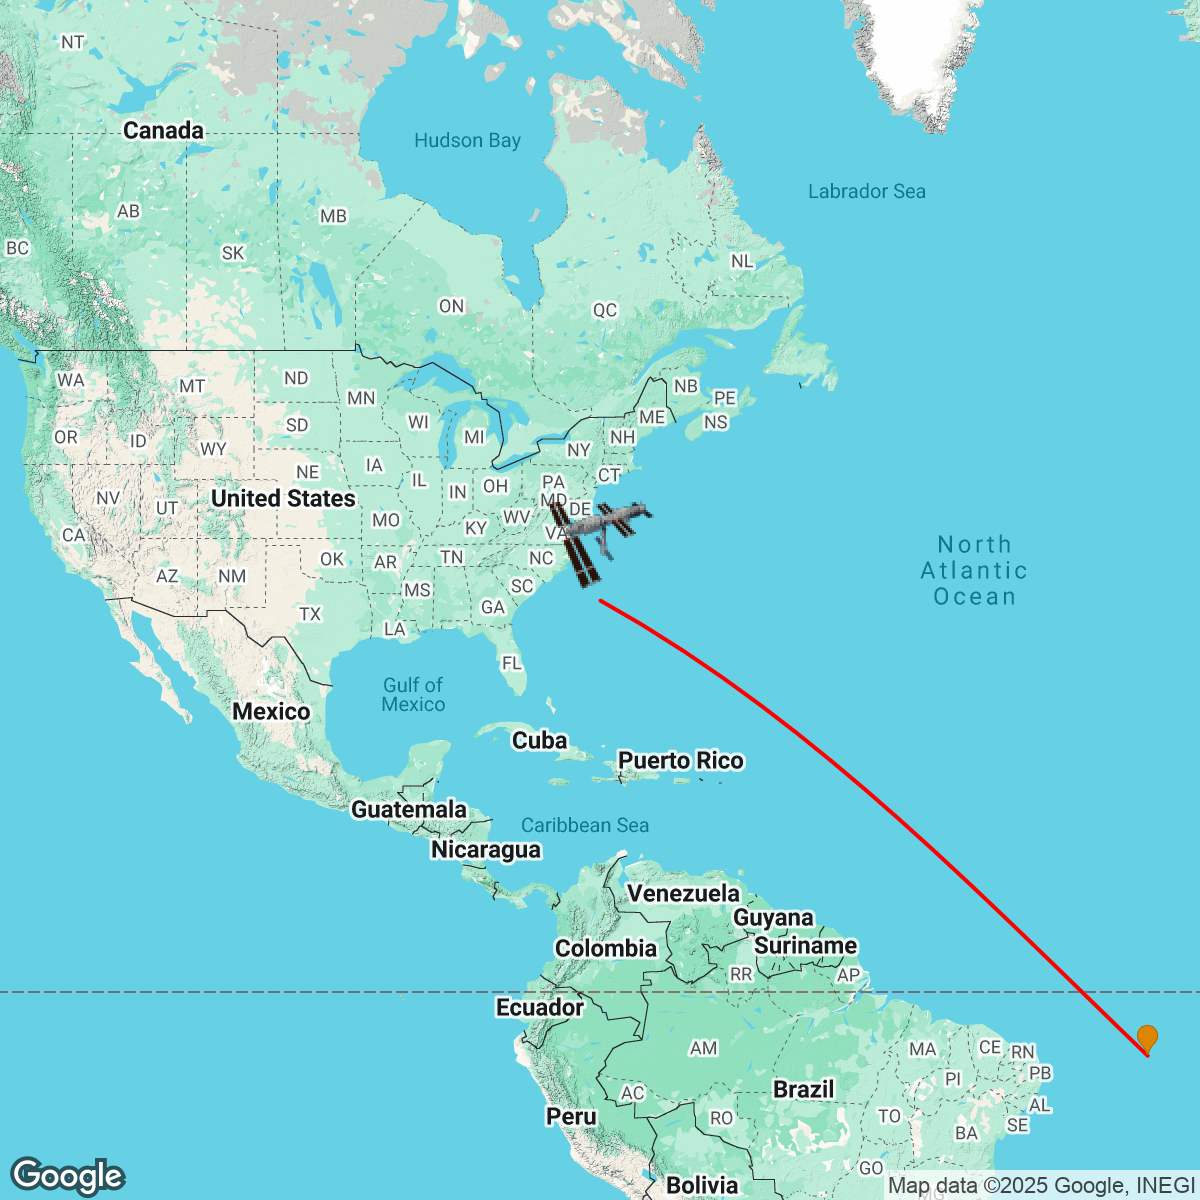 NT
Canada
Hudson Bay
Labrador Sea
AB
MB
BC
SK
NL
ON
QC
WA
MT
ND
MN
NB
PE
NS
ME
OR
ID
WY
SD
WI
MI
NY
NH
NV
UT
NE
IA
IL
IN
OH
PA
CT
United States
MD
DE
CA
MO
KY
WV
VA
AZ
NM
OK
AR
TN
NC
North
Atlantic
Ocean
TX
MS
SC
GA
LA
FL
Gulf of
Mexico
Mexico
Cuba
Puerto Rico
Guatemala
Caribbean Sea
Nicaragua
Venezuela
Guyana
Suriname
Colombia
RR
AP
Ecuador
AM
MA
CE
RN
PB
PI
AC
Brazil
AL
Peru
RO
TO
SE
BA
GO
Bolivia
MG
Google
Map data ©2025 Google, INEGI